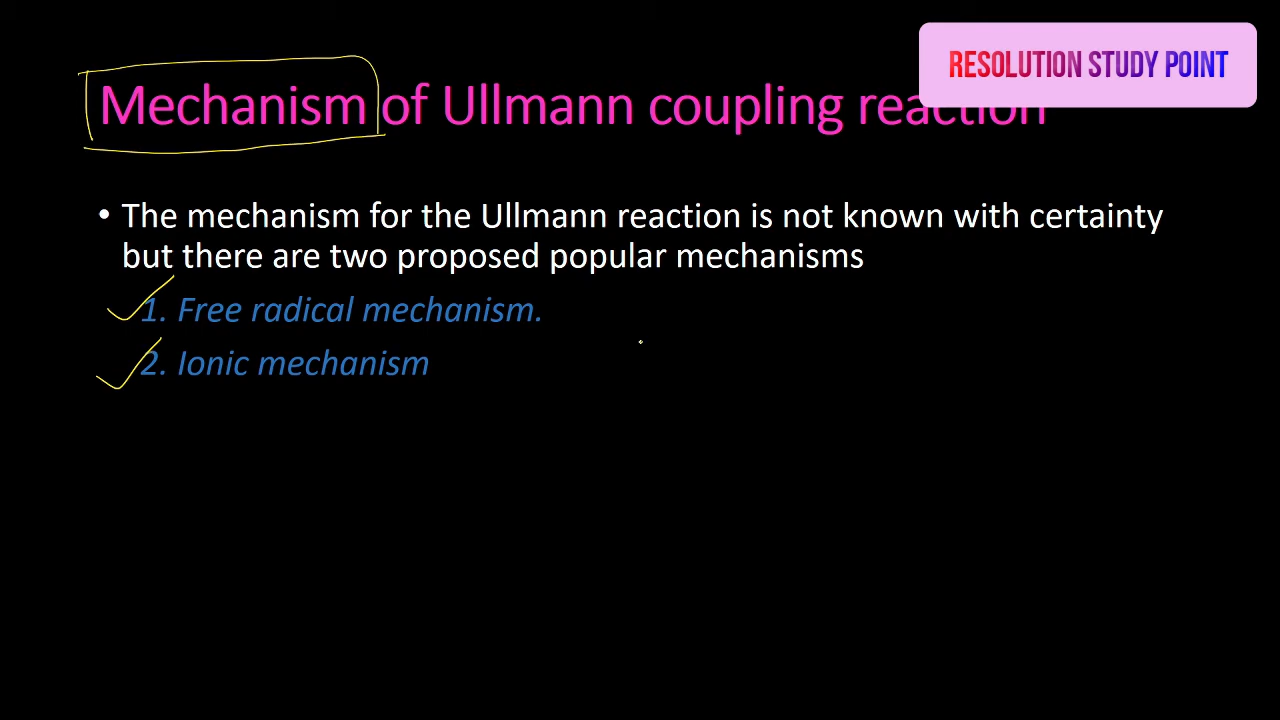 RESOLUTION STUDY POINT
Mechanism of Ullmann coupling reaction
• The mechanism for the Ullmann reaction is not known with certainty
but there are two proposed popular mechanisms
1. Free radical mechanism.
2. Ionic mechanism